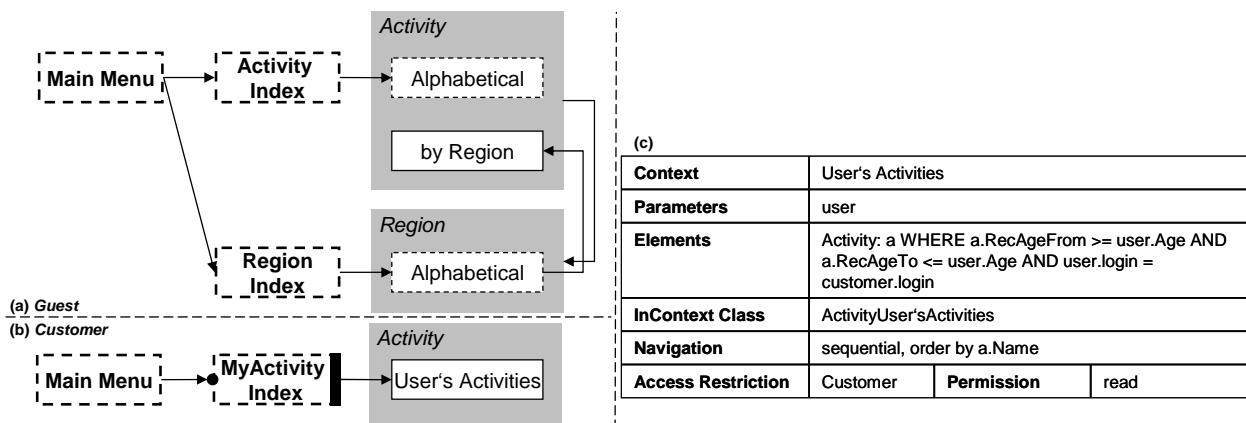 Activity
Main Menu
Activity
Index
Alphabetical
by Region
Region
Region
Index
Alphabetical
(a) Guest
(b) Customer
Activity
Main Menu
MyActivity
Index
User‘s Activities
(c)
Context
User‘s Activities
Parameters
user
Elements
Activity: a WHERE a.RecAgeFrom >= user.Age AND
a.RecAgeTo <= user.Age AND user.login =
customer.login
InContext Class
ActivityUser‘sActivities
Navigation
sequential, order by a.Name
Access Restriction
Customer
Permission
read